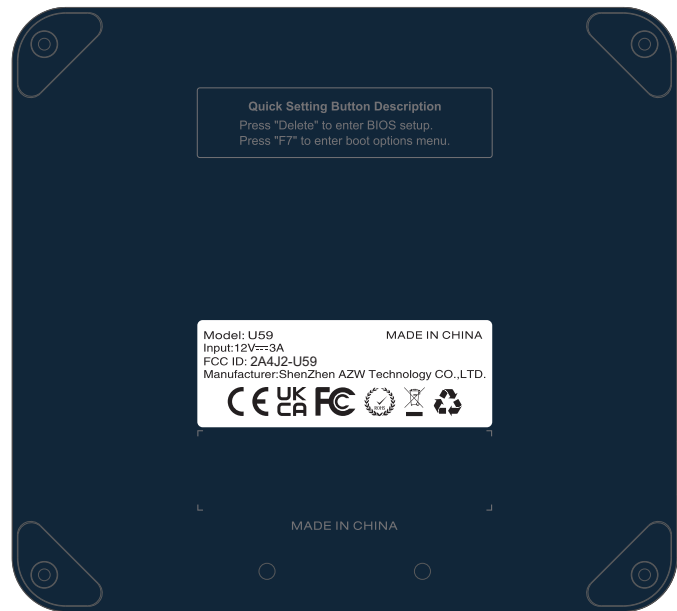 Quick Setting Button Description
Press "Delete" to enter BIOS setup.
Press "F7" to enter boot options menu.
Model: U59 MADE IN CHINA
Input:12V⎓3A
FCC ID: 2A4J2-U59
Manufacturer:ShenZhen AZW Technology CO.,LTD.
CE UK CA FC ROHS
MADE IN CHINA